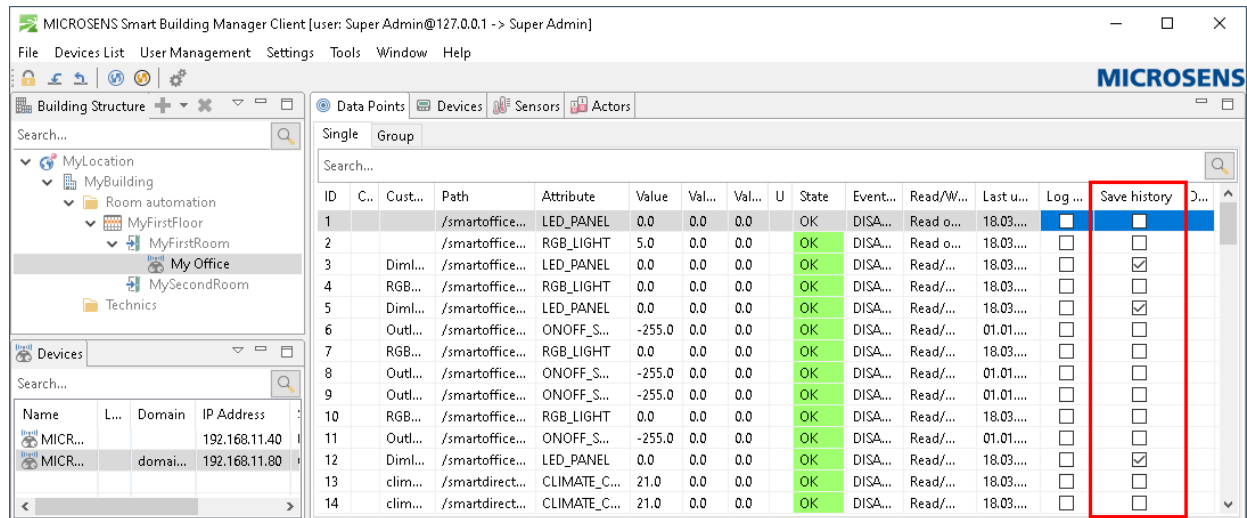 MICROSENS Smart Building Manager Client [user: Super Admin@127.0.0.1 -> Super Admin]
File Devices List User Management Settings Tools Window Help
MICROSENS
Building Structure
Search...
MyLocation
MyBuilding
Room automation
MyFirstFloor
MyFirstRoom
My Office
MySecondRoom
Technics
Devices
Search...
Name L... Domain IP Address
MICR... 192.168.11.40
MICR... domai... 192.168.11.80
Data Points Devices Sensors Actors
Single Group
Search...
ID C... Cust... Path Attribute Value Val... Val... U State Event... Read/W... Last u... Log ... Save history
1 /smartoffice... LED_PANEL 0.0 0.0 0.0 OK DISA... Read o... 18.03....
2 /smartoffice... RGB_LIGHT 5.0 0.0 0.0 OK DISA... Read o... 18.03....
3 Diml... /smartoffice... LED_PANEL 0.0 0.0 0.0 OK DISA... Read/... 18.03....
4 RGB... /smartoffice... RGB_LIGHT 0.0 0.0 0.0 OK DISA... Read/... 18.03....
5 Diml... /smartoffice... LED_PANEL 0.0 0.0 0.0 OK DISA... Read/... 18.03....
6 Outl... /smartoffice... ONOFF_S... -255.0 0.0 0.0 OK DISA... Read/... 01.01....
7 RGB... /smartoffice... RGB_LIGHT 0.0 0.0 0.0 OK DISA... Read/... 18.03....
8 Outl... /smartoffice... ONOFF_S... -255.0 0.0 0.0 OK DISA... Read/... 01.01....
9 Outl... /smartoffice... ONOFF_S... -255.0 0.0 0.0 OK DISA... Read/... 01.01....
10 RGB... /smartoffice... RGB_LIGHT 0.0 0.0 0.0 OK DISA... Read/... 18.03....
11 Outl... /smartoffice... ONOFF_S... -255.0 0.0 0.0 OK DISA... Read/... 01.01....
12 Diml... /smartoffice... LED_PANEL 0.0 0.0 0.0 OK DISA... Read/... 18.03....
13 clim... /smartdirect... CLIMATE_C... 21.0 0.0 0.0 OK DISA... Read/... 18.03....
14 clim... /smartdirect... CLIMATE_C... 21.0 0.0 0.0 OK DISA... Read/... 18.03....